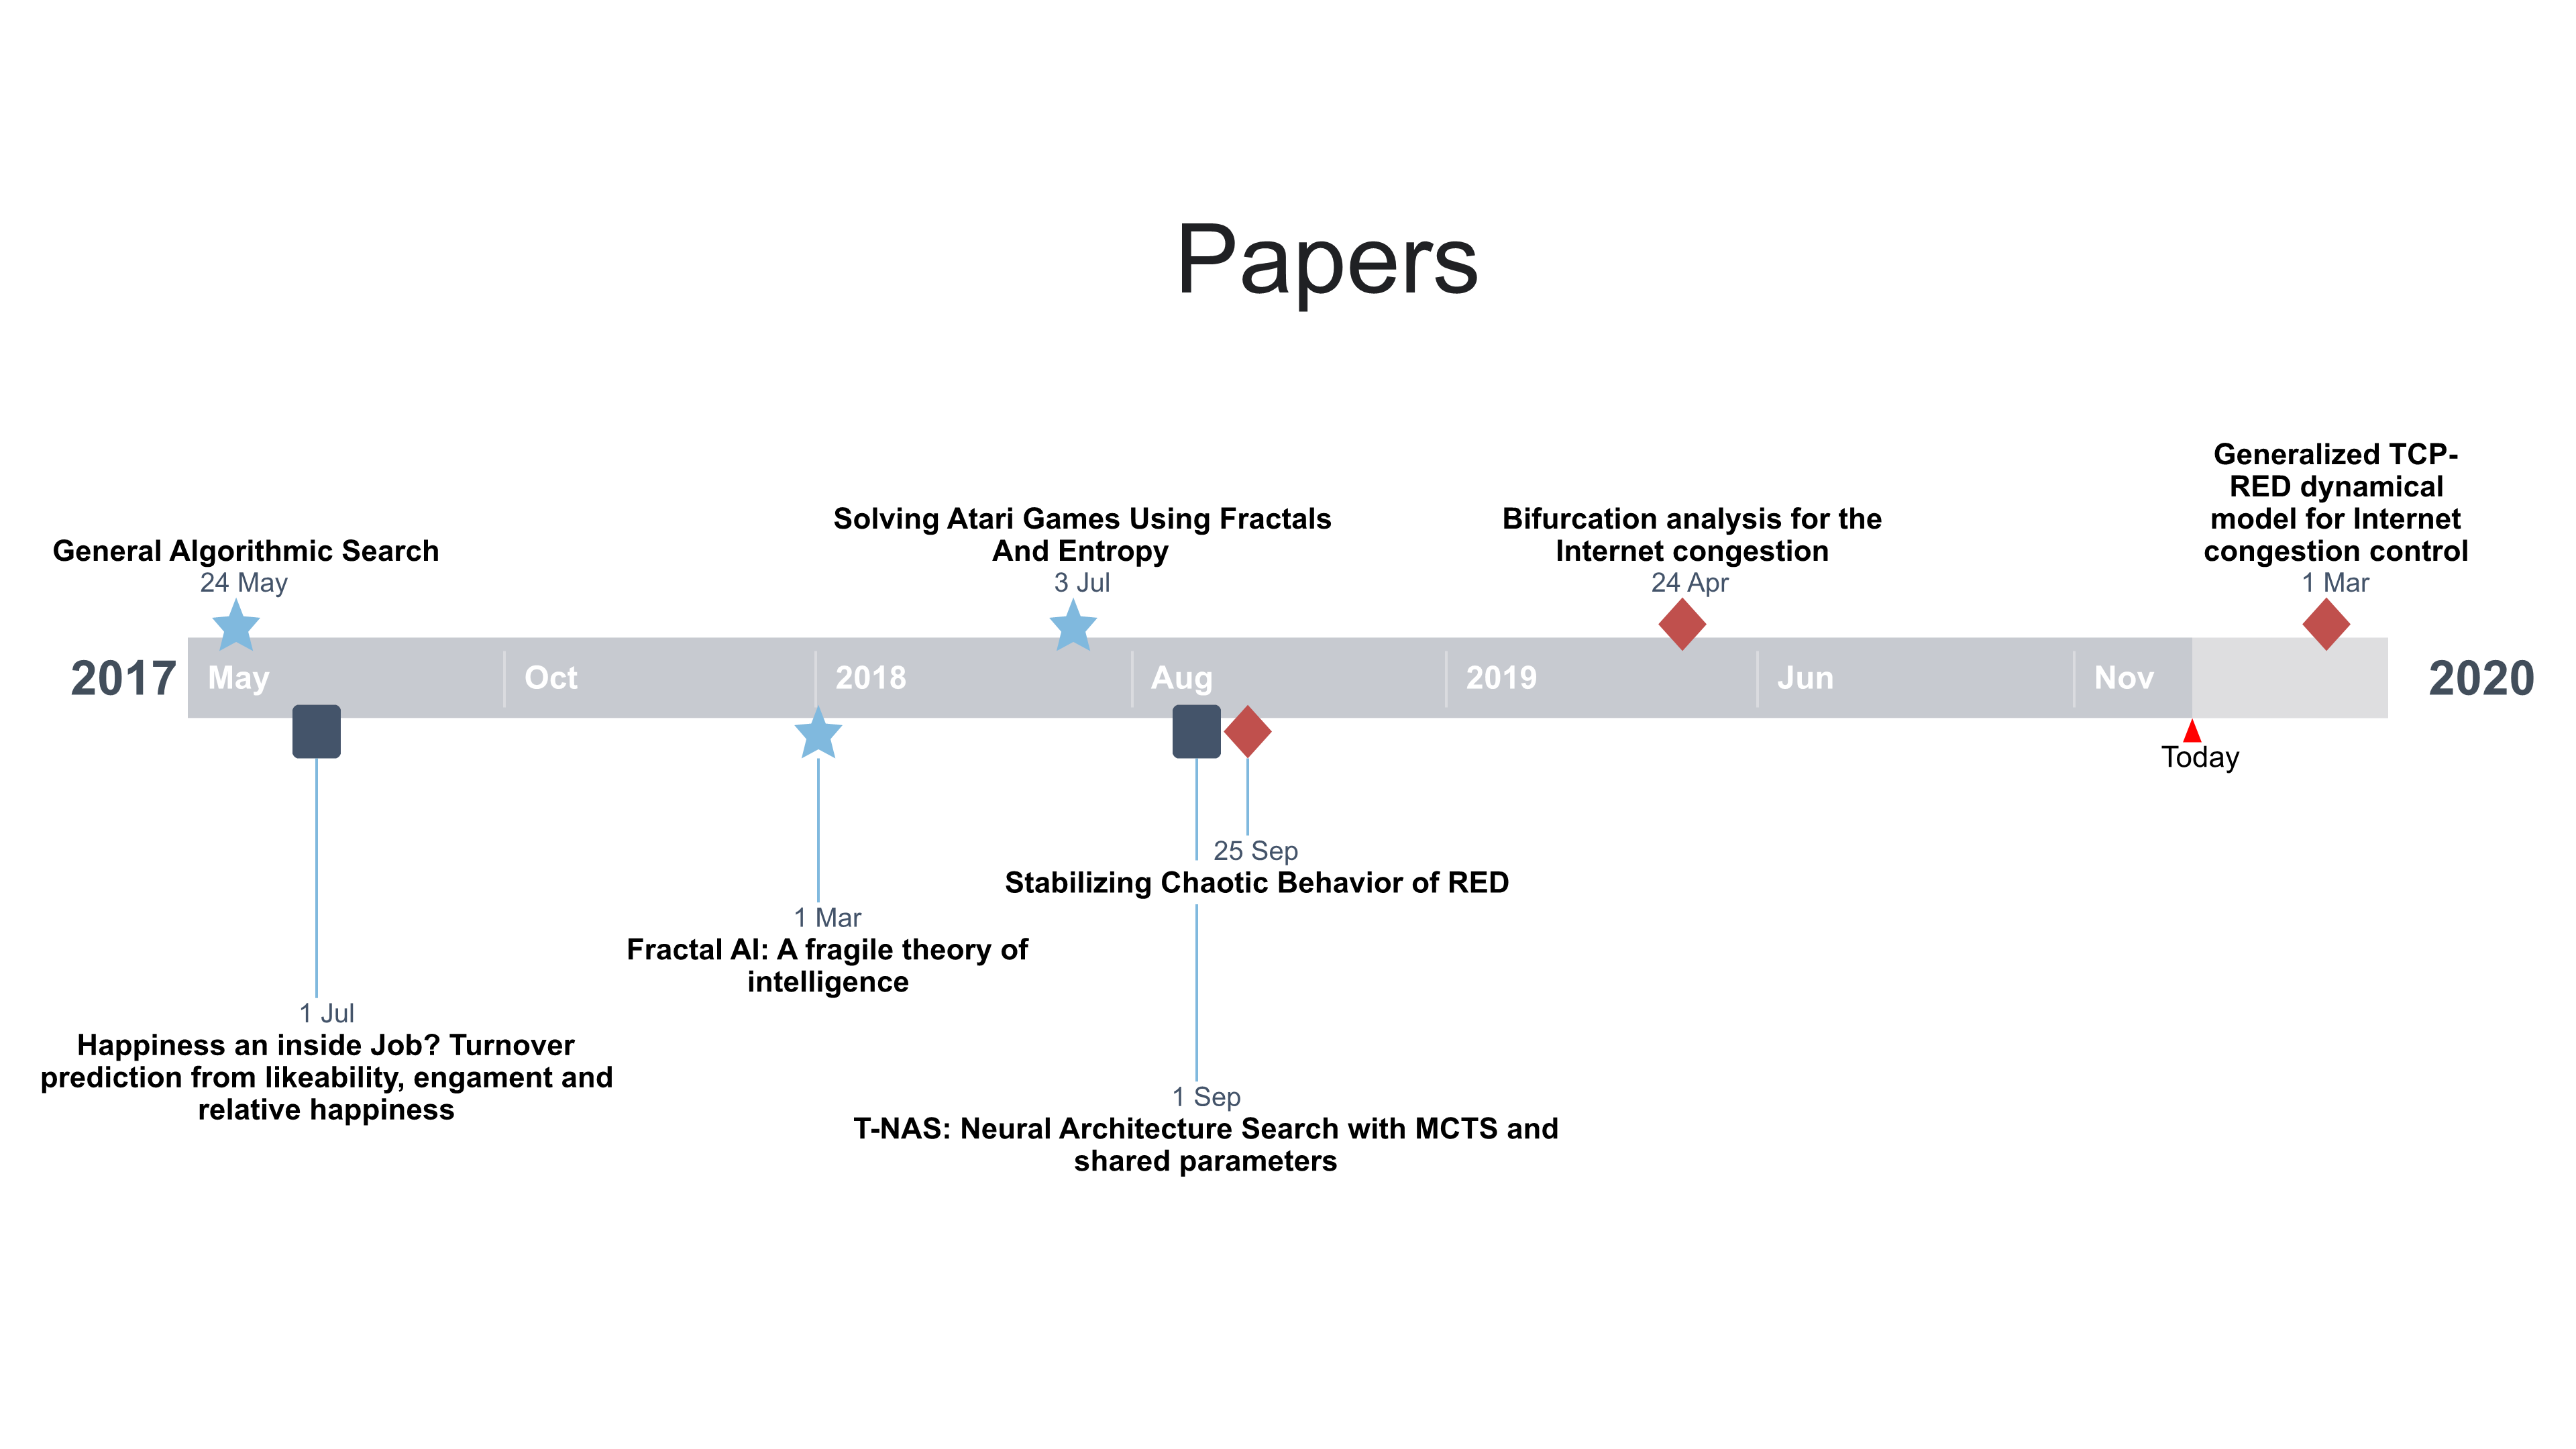 Papers
General Algorithmic Search
24 May
Solving Atari Games Using Fractals
And Entropy
3 Jul
Bifurcation analysis for the
Internet congestion
24 Apr
Generalized TCP-
RED dynamical
model for Internet
congestion control
1 Mar
2017 May Oct 2018 Aug 2019 Jun Nov 2020
Today
25 Sep
Stabilizing Chaotic Behavior of RED
1 Mar
Fractal AI: A fragile theory of
intelligence
1 Jul
Happiness an inside Job? Turnover
prediction from likeability, engament and
relative happiness
1 Sep
T-NAS: Neural Architecture Search with MCTS and
shared parameters